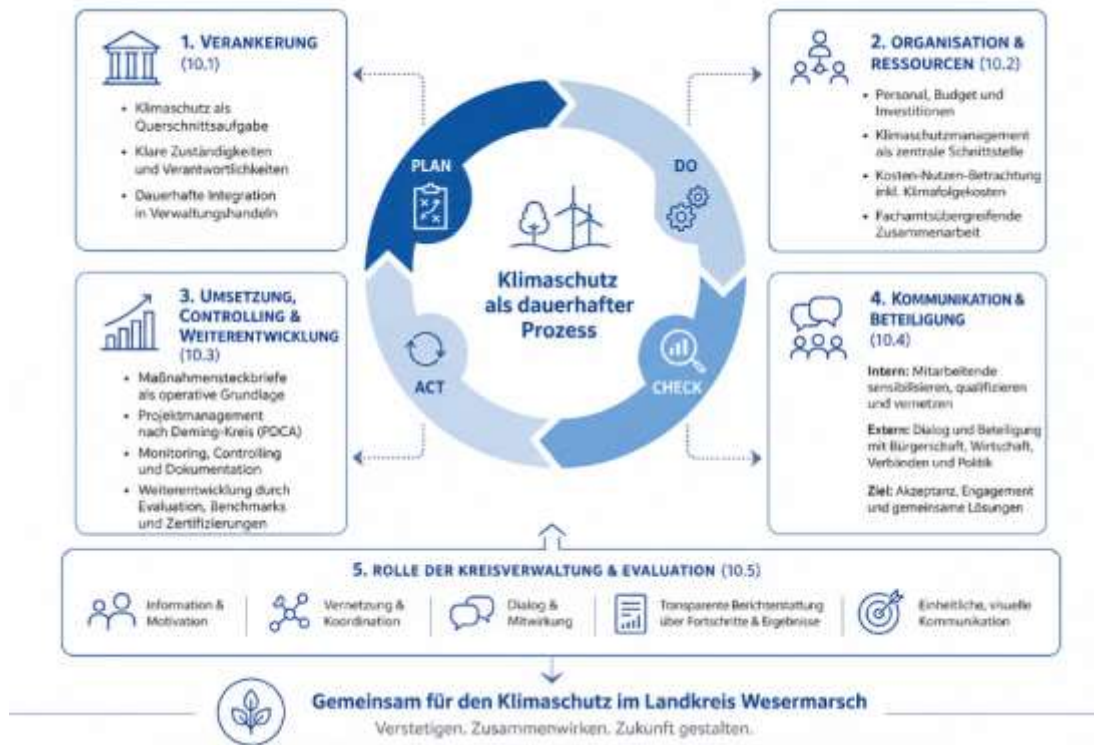 1. VERANKERUNG
(10.1)
• Klimaschutz als
Querschnittsaufgabe
• Klare Zuständigkeiten
und Verantwortlichkeiten
• Dauerhafte Integration
in Verwaltungshandeln
2. ORGANISATION &
RESSOURCEN (10.2)
• Personal, Budget und
Investitionen
• Klimaschutzmanagement
als zentrale Schnittstelle
• Kosten-Nutzen-Betrachtung
inkl. Klimafolgekosten
• Fachamtsübergreifende
Zusammenarbeit
PLAN
DO
Klimaschutz
als dauerhafter
Prozess
ACT
CHECK
3. UMSETZUNG,
CONTROLLING &
WEITERENTWICKLUNG
(10.3)
• Maßnahmensteckbriefe
als operative Grundlage
• Projektmanagement
nach Deming-Kreis (PDCA)
• Monitoring, Controlling
und Dokumentation
• Weiterentwicklung durch
Evaluation, Benchmarks
und Zertifizierungen
4. KOMMUNIKATION &
BETEILIGUNG
(10.4)
Intern: Mitarbeitende
sensibilisieren, qualifizieren
und vernetzen
Extern: Dialog und Beteiligung
mit Bürgerschaft, Wirtschaft,
Verbänden und Politik
Ziel: Akzeptanz, Engagement
und gemeinsame Lösungen
5. ROLLE DER KREISVERWALTUNG & EVALUATION (10.5)
Information &
Motivation
Vernetzung &
Koordination
Dialog &
Mitwirkung
Transparente Berichterstattung
über Fortschritte & Ergebnisse
Einheitliche, visuelle
Kommunikation
Gemeinsam für den Klimaschutz im Landkreis Wesermarsch
Verstetigen. Zusammenwirken. Zukunft gestalten.